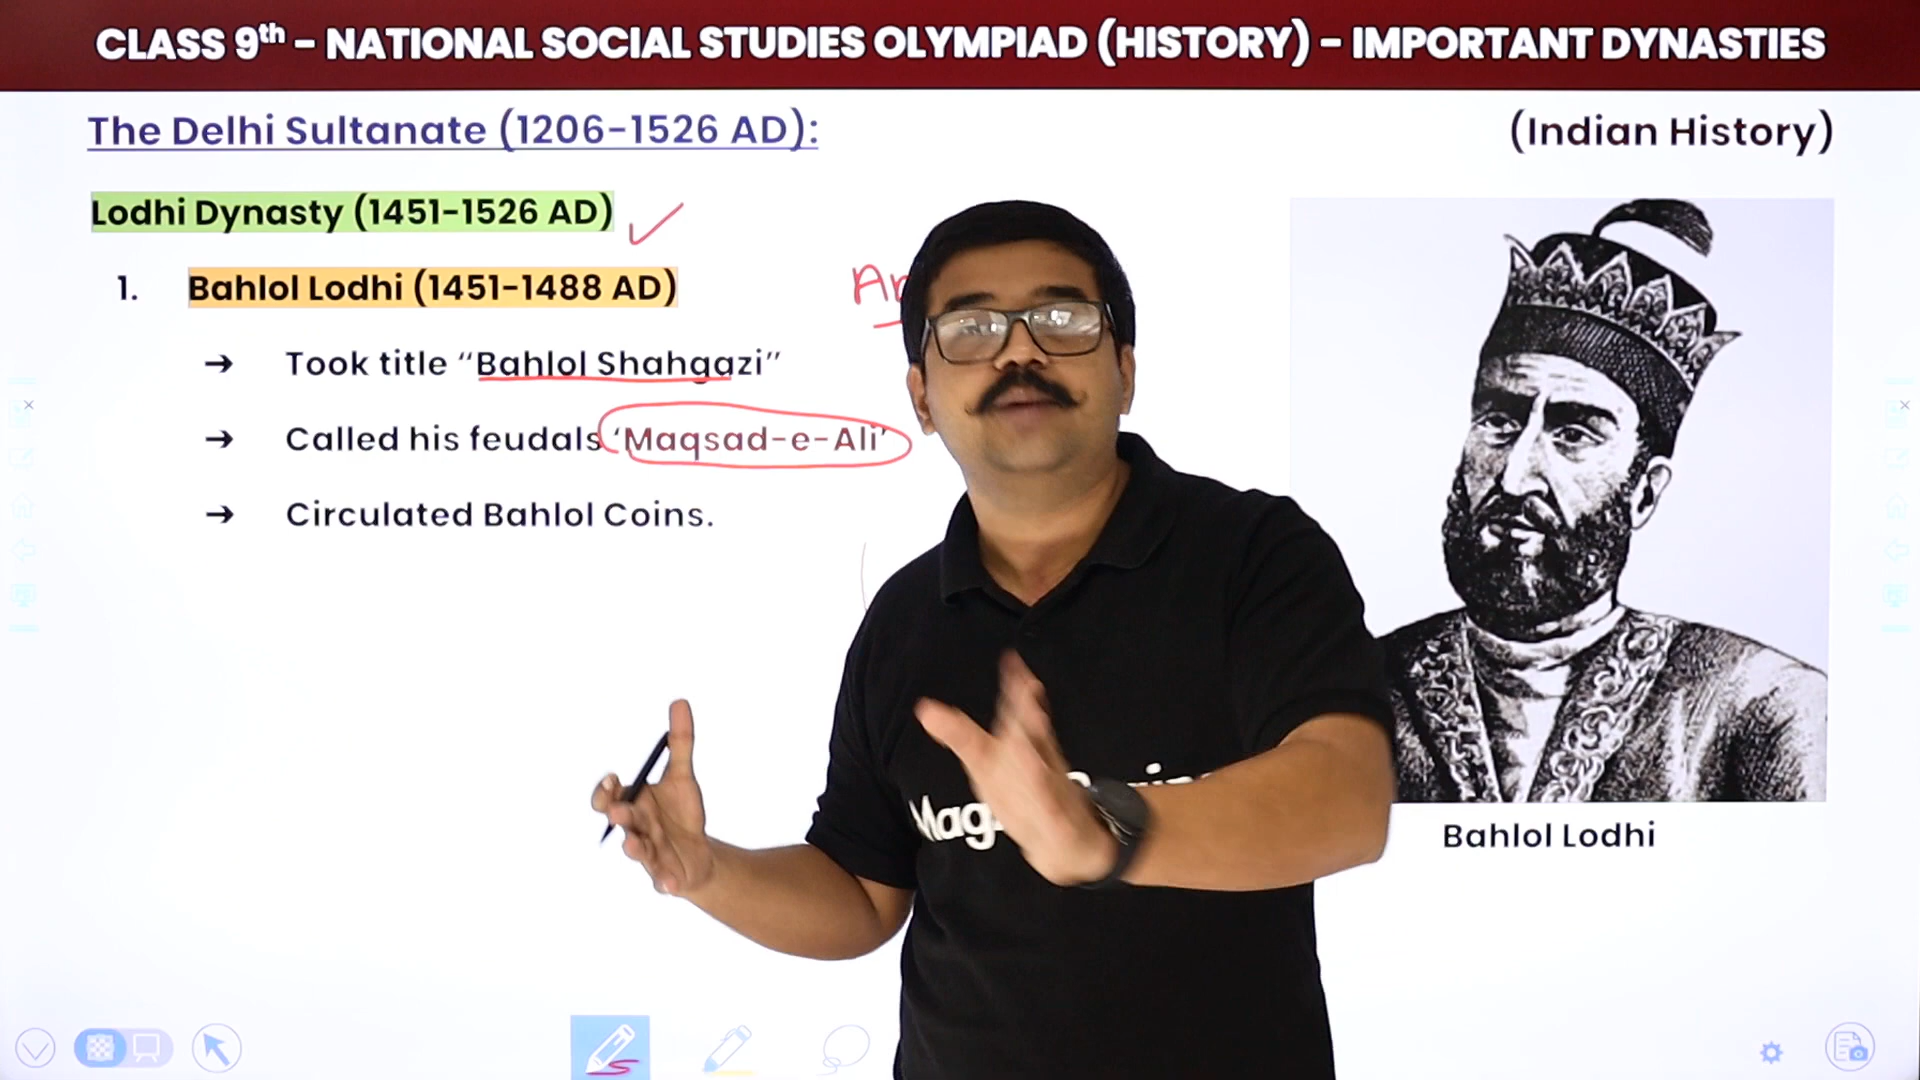 CLASS 9th - NATIONAL SOCIAL STUDIES OLYMPIAD (HISTORY) - IMPORTANT DYNASTIES
The Delhi Sultanate (1206-1526 AD):
(Indian History)
Lodhi Dynasty (1451-1526 AD)
1. Bahlol Lodhi (1451-1488 AD)
→ Took title “Bahlol Shahgazi”
→ Called his feudals ‘Maqsad-e-Ali’
→ Circulated Bahlol Coins.
Bahlol Lodhi